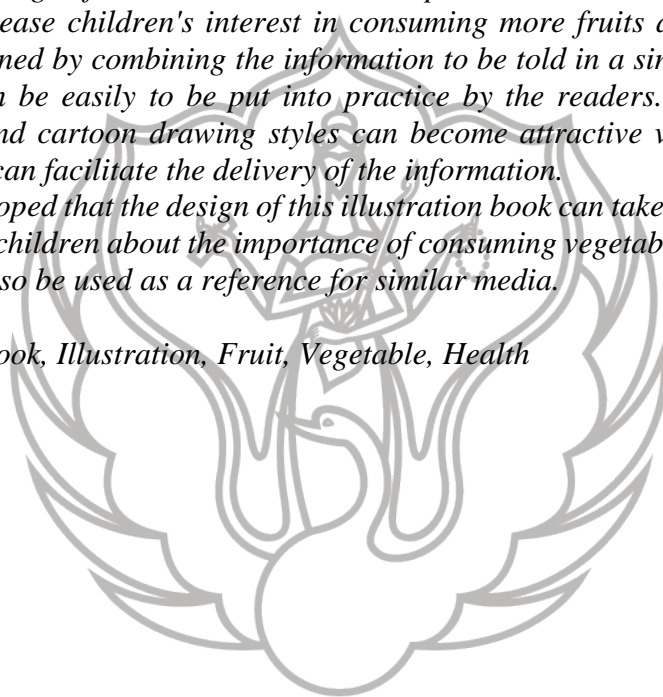 ease children's interest in consuming more fruits a
ned by combining the information to be told in a sin
n be easily to be put into practice by the readers.
nd cartoon drawing styles can become attractive v
can facilitate the delivery of the information.
oped that the design of this illustration book can take
children about the importance of consuming vegetab
so be used as a reference for similar media.
ook, Illustration, Fruit, Vegetable, Health